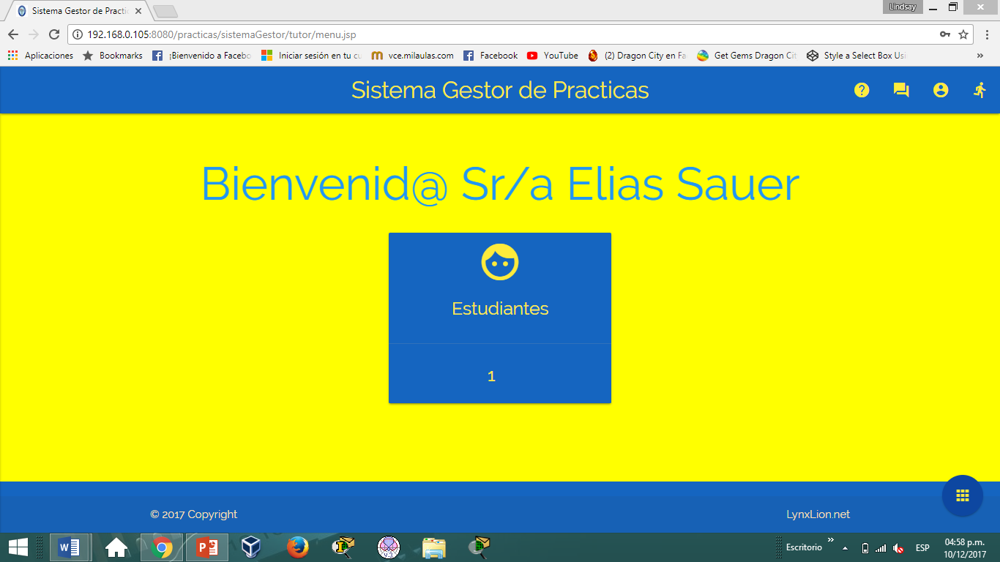 Sistema Gestor de Practic
Lindsay
192.168.0.105:8080/practicas/sistemaGestor/tutor/menu.jsp
Aplicaciones Bookmarks ¡Bienvenido a Facebo Iniciar sesión en tu cu vce.milaulas.com Facebook YouTube (2) Dragon City en Fa Get Gems Dragon Cit Style a Select Box Usi »
Sistema Gestor de Practicas
Bienvenid@ Sr/a Elias Sauer
Estudiantes
1
© 2017 Copyright LynxLion.net
Escritorio » ESP 04:58 p.m.
10/12/2017